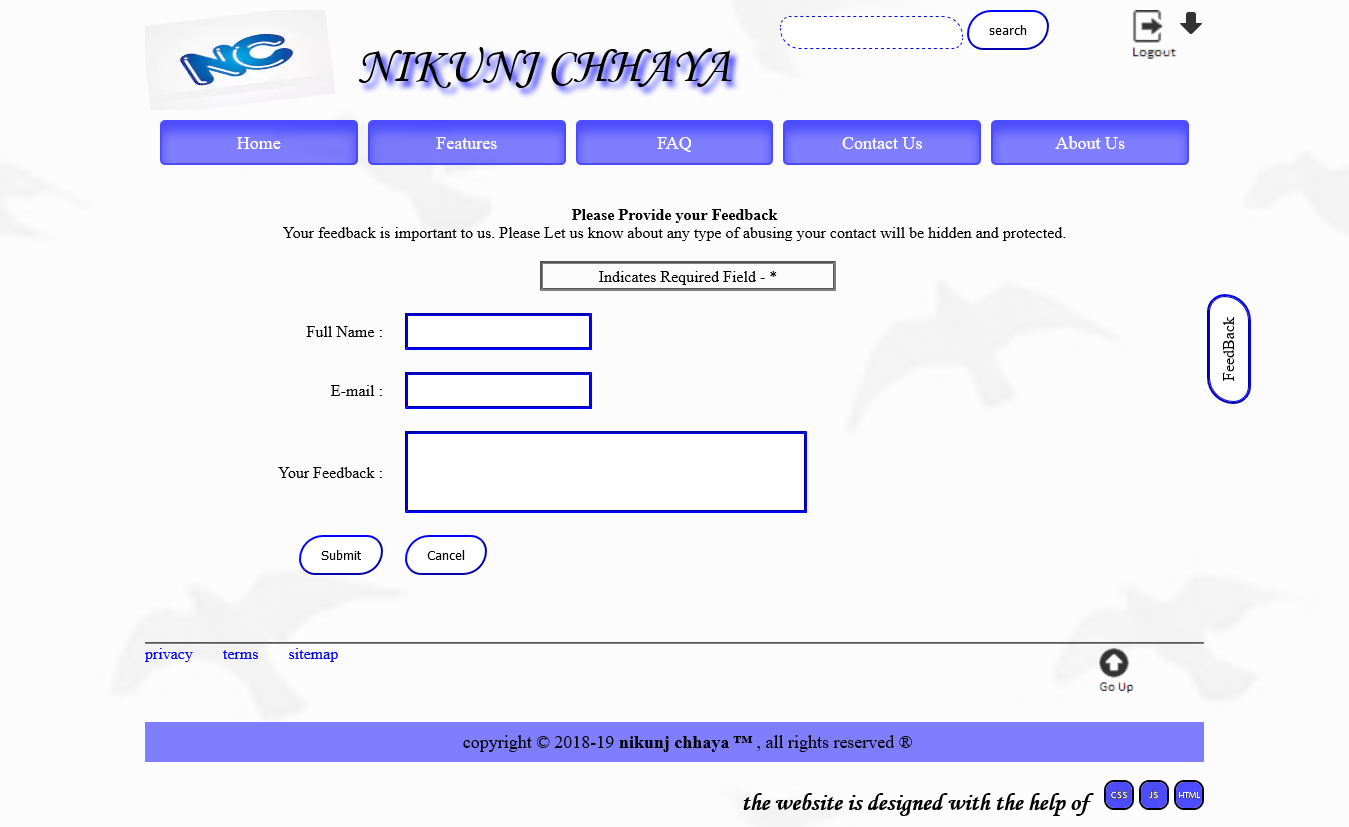 NC
NIKUNJ CHHAYA
search
Logout
Home
Features
FAQ
Contact Us
About Us
Please Provide your Feedback
Your feedback is important to us. Please Let us know about any type of abusing your contact will be hidden and protected.
Indicates Required Field - *
Full Name :
E-mail :
Your Feedback :
Submit
Cancel
FeedBack
privacy
terms
sitemap
Go Up
copyright © 2018-19 nikunj chhaya ™ , all rights reserved ®
the website is designed with the help of
CSS
JS
HTML